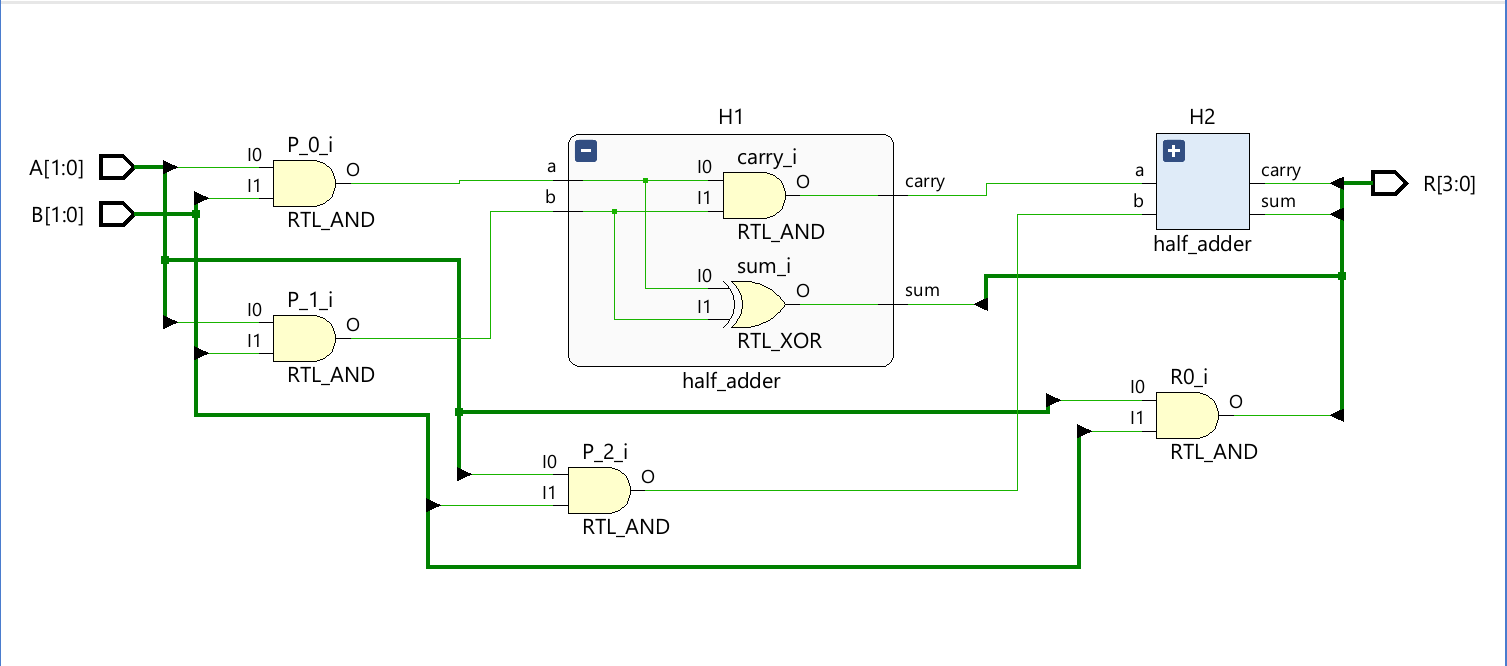 A[1:0]
B[1:0]
P_0_i
I0
I1
O
RTL_AND
P_1_i
I0
I1
O
RTL_AND
H1
a
b
carry_i
I0
I1
O
RTL_AND
sum_i
I0
I1
O
RTL_XOR
carry
sum
half_adder
P_2_i
I0
I1
O
RTL_AND
H2
a
b
carry
sum
half_adder
R0_i
I0
I1
O
RTL_AND
R[3:0]